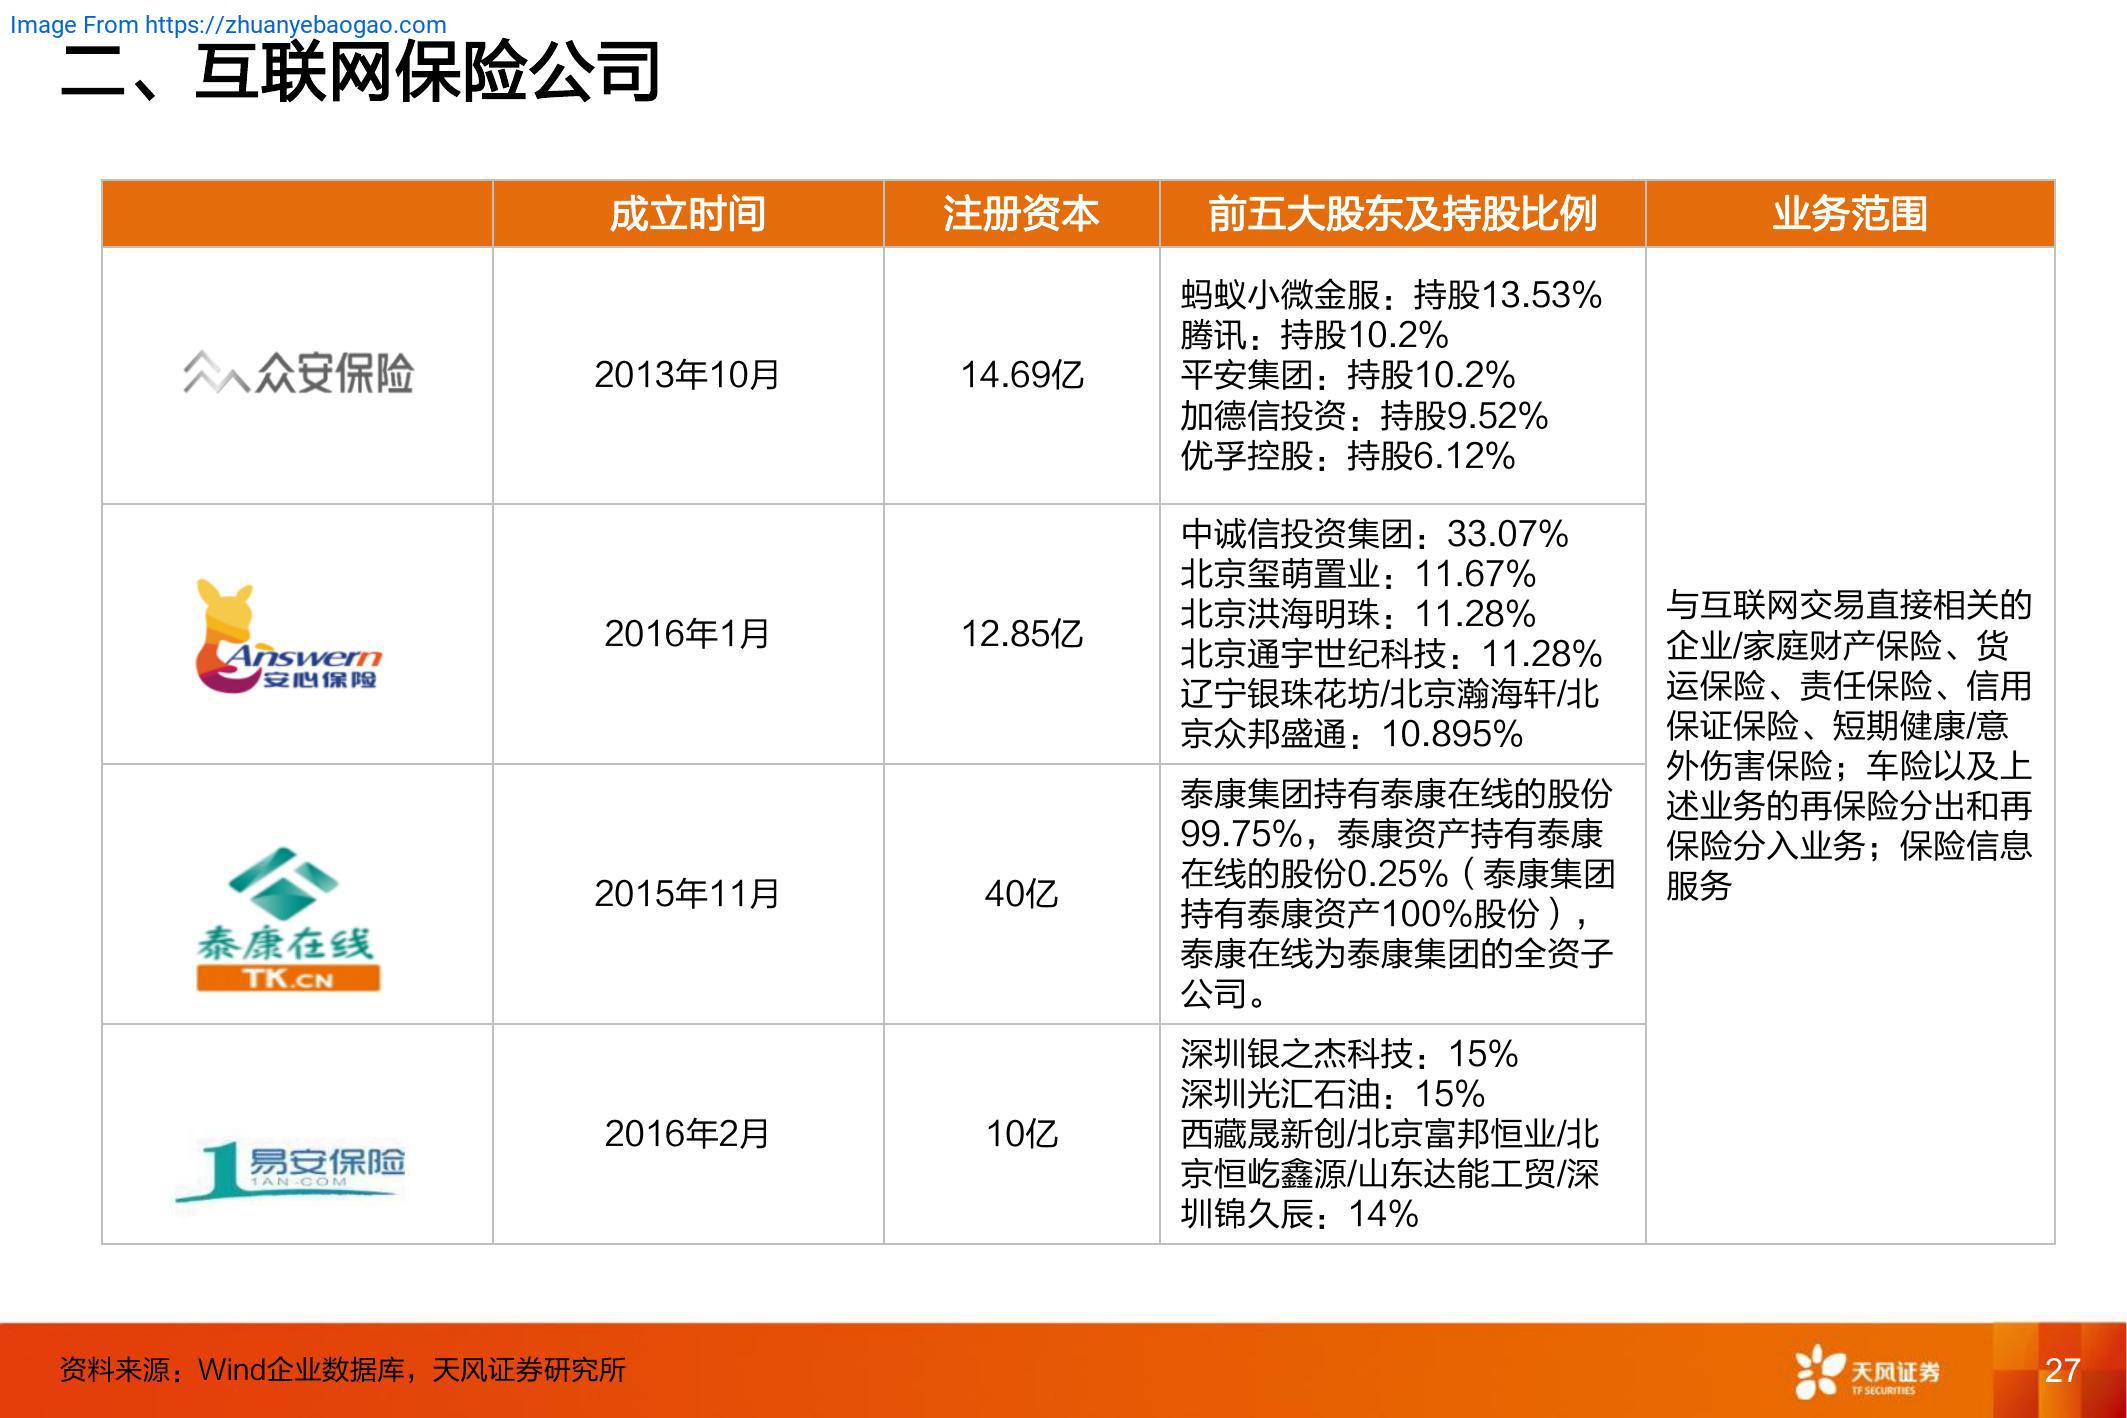 Image From https://zhuanyebaogao.com
二、互联网保险公司
成立时间
注册资本
前五大股东及持股比例
业务范围
众安保险
2013年10月
14.69亿
蚂蚁小微金服：持股13.53%
腾讯：持股10.2%
平安集团：持股10.2%
加德信投资：持股9.52%
优孚控股：持股6.12%
Answern
安心保险
2016年1月
12.85亿
中诚信投资集团：33.07%
北京玺萌置业：11.67%
北京洪海明珠：11.28%
北京通宇世纪科技：11.28%
辽宁银珠花坊/北京瀚海轩/北
京众邦盛通：10.895%
泰康在线
TK.CN
2015年11月
40亿
泰康集团持有泰康在线的股份
99.75%，泰康资产持有泰康
在线的股份0.25%（泰康集团
持有泰康资产100%股份），
泰康在线为泰康集团的全资子
公司。
1
易安保险
1AN-COM
2016年2月
10亿
深圳银之杰科技：15%
深圳光汇石油：15%
西藏晟新创/北京富邦恒业/北
京恒屹鑫源/山东达能工贸/深
圳锦久辰：14%
与互联网交易直接相关的
企业/家庭财产保险、货
运保险、责任保险、信用
保证保险、短期健康/意
外伤害保险；车险以及上
述业务的再保险分出和再
保险分入业务；保险信息
服务
资料来源：Wind企业数据库，天风证券研究所
天风证券
TF SECURITIES
27